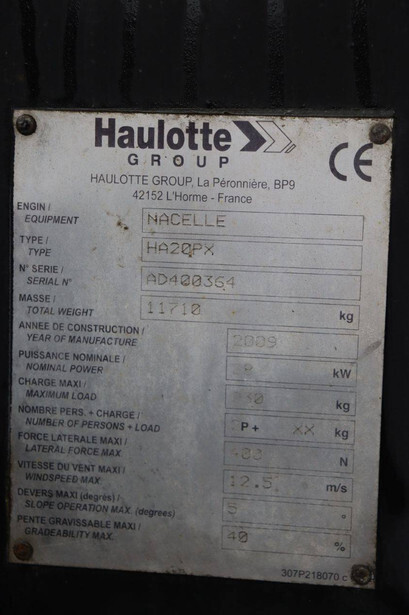 Haulotte
GROUP
CE
HAULOTTE GROUP, La Péronnière, BP9
42152 L'Horme - France
ENGIN / EQUIPMENT NACELLE
TYPE / TYPE HA20PX
N° SERIE / SERIAL N° AD400364
MASSE / TOTAL WEIGHT 11710 kg
ANNEE DE CONSTRUCTION / YEAR OF MANUFACTURE 2009
PUISSANCE NOMINALE / NOMINAL POWER kW
CHARGE MAXI / MAXIMUM LOAD kg
NOMBRE PERS. + CHARGE / NUMBER OF PERSONS + LOAD P + XX kg
FORCE LATERALE MAXI / LATERAL FORCE MAX N
VITESSE DU VENT MAXI / WINDSPEED MAX 12.5 m/s
DEVERS MAXI (degrés) / SLOPE OPERATION MAX. (degrees) 5 °
PENTE GRAVISSABLE MAXI / GRADEABILITY MAX. 40 %
307P218070 c